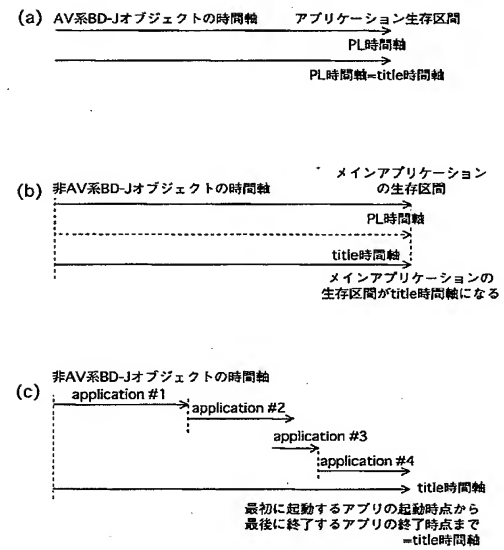 (a) AV系BD-Jオブジェクトの時間軸 アプリケーション生存区間
PL時間軸
PL時間軸=title時間軸
(b) 非AV系BD-Jオブジェクトの時間軸 メインアプリケーション
の生存区間
PL時間軸
title時間軸
メインアプリケーションの
生存区間がtitle時間軸になる
非AV系BD-Jオブジェクトの時間軸
(c) application #1
application #2
application #3
application #4
title時間軸
最初に起動するアプリの起動時点から
最後に終了するアプリの終了時点まで
=title時間軸